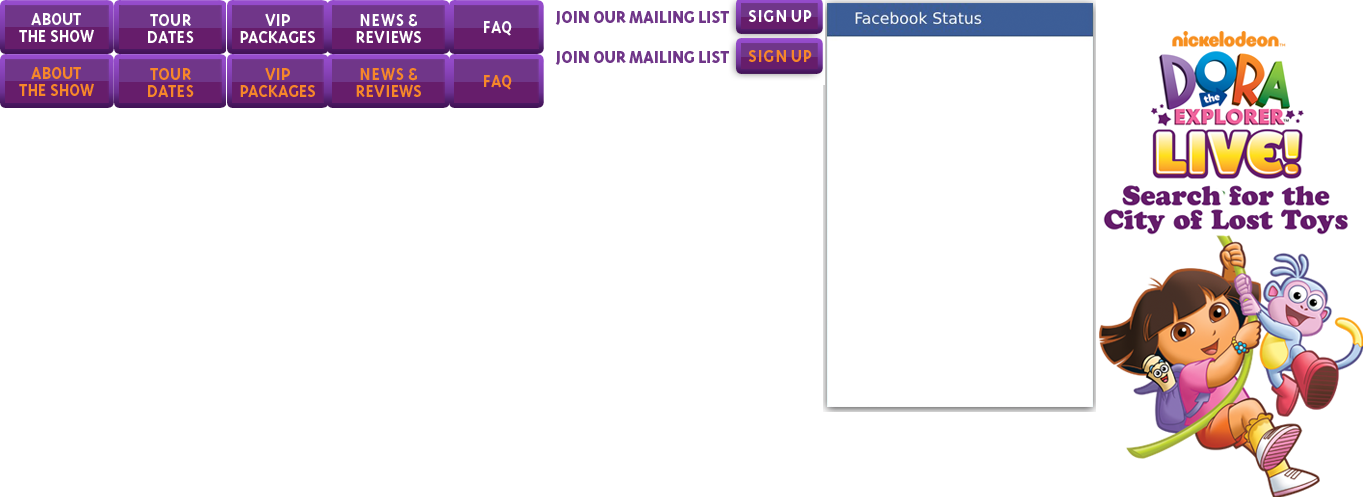 ABOUT
THE SHOW
TOUR
DATES
VIP
PACKAGES
NEWS &
REVIEWS
FAQ
JOIN OUR MAILING LIST
SIGN UP
ABOUT
THE SHOW
TOUR
DATES
VIP
PACKAGES
NEWS &
REVIEWS
FAQ
JOIN OUR MAILING LIST
SIGN UP
Facebook Status
nickelodeon
DORA
the
EXPLORER
LIVE!
Search for the
City of Lost Toys